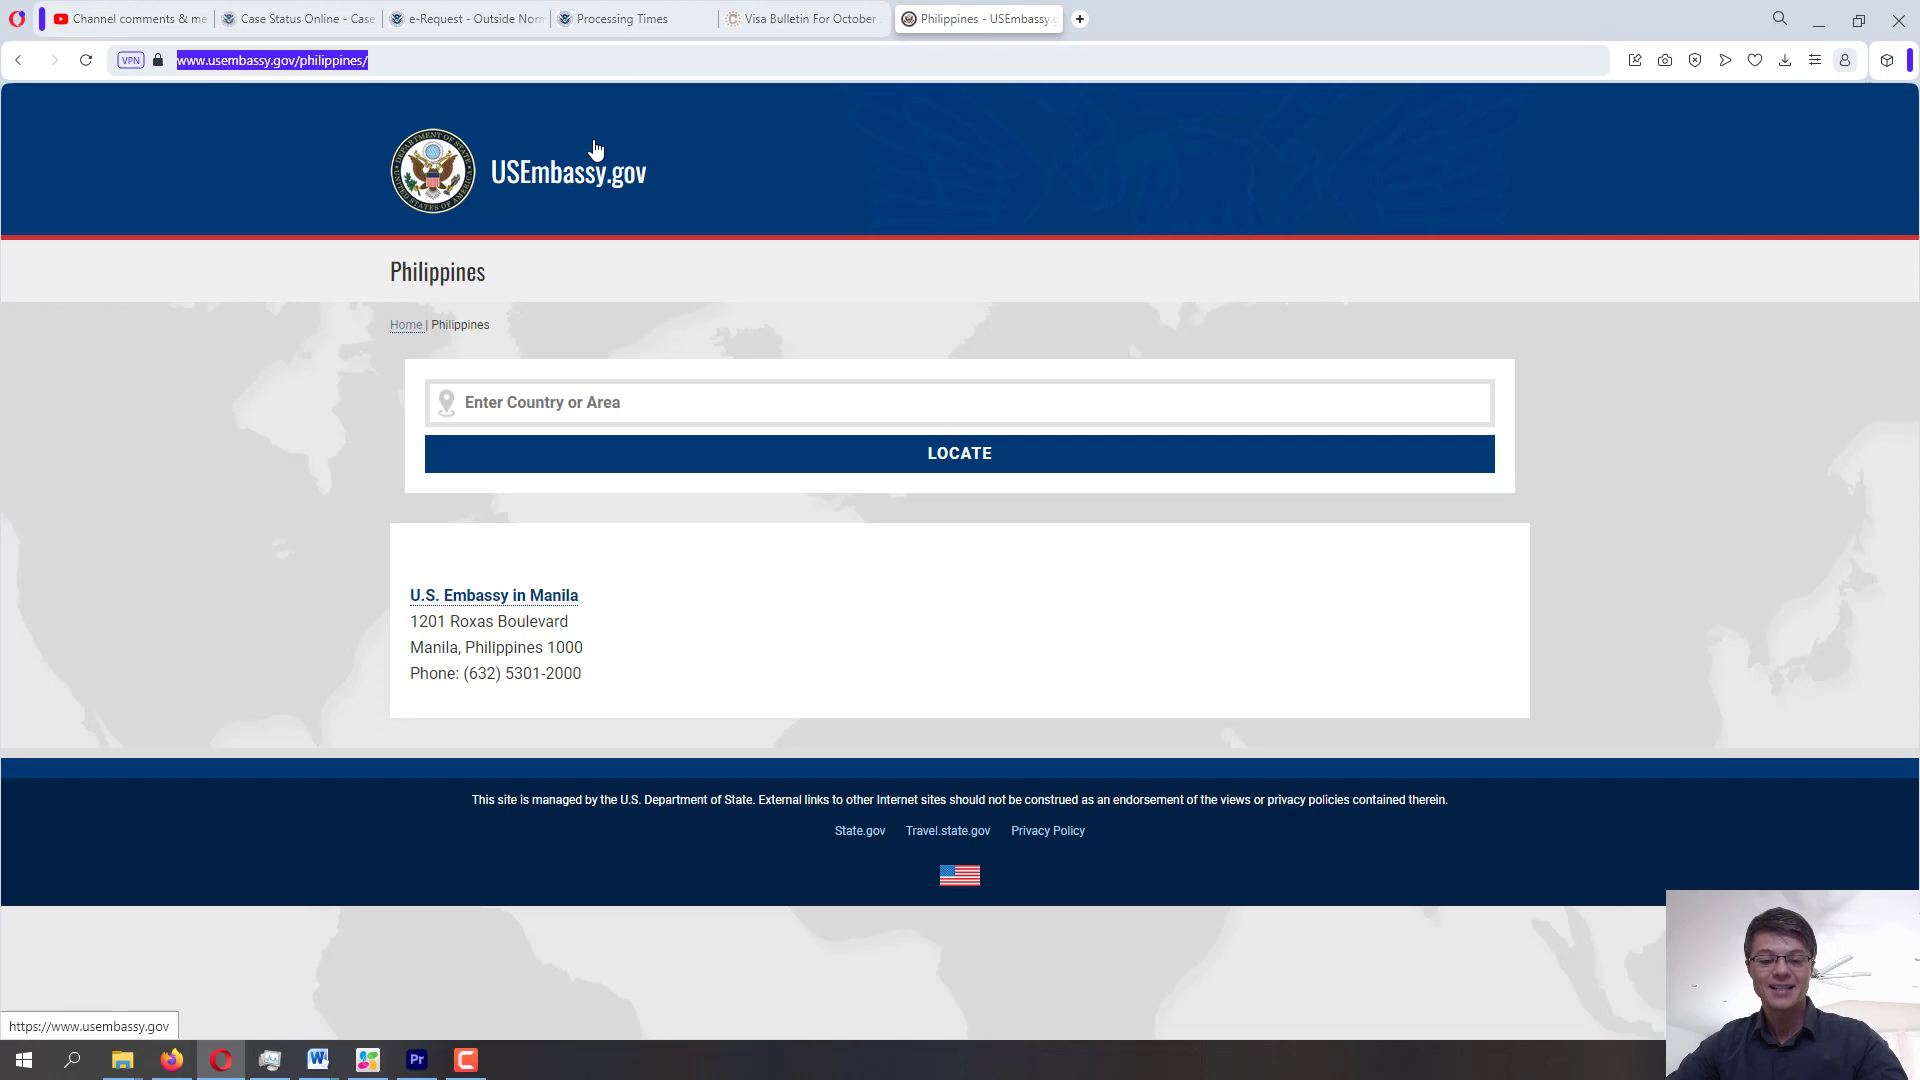 Channel comments & me
Case Status Online - Case
e-Request - Outside Norm
Processing Times
Visa Bulletin For October
Philippines - USEmbassy.g
VPN
www.usembassy.gov/philippines/
USEmbassy.gov
Philippines
Home | Philippines
Enter Country or Area
LOCATE
U.S. Embassy in Manila
1201 Roxas Boulevard
Manila, Philippines 1000
Phone: (632) 5301-2000
This site is managed by the U.S. Department of State. External links to other Internet sites should not be construed as an endorsement of the views or privacy policies contained therein.
State.gov Travel.state.gov Privacy Policy
https://www.usembassy.gov
W
Pr
C